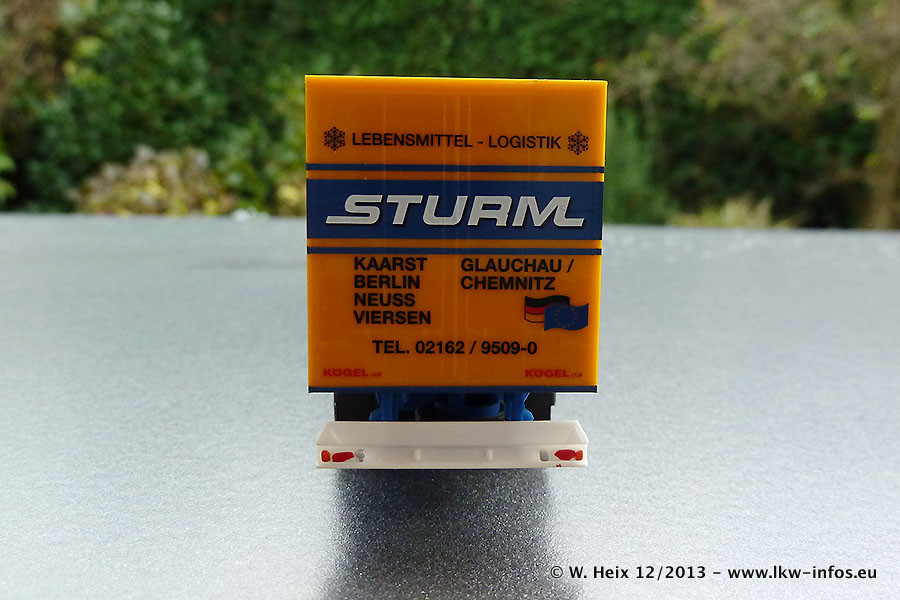 LEBENSMITTEL - LOGISTIK
STURM
KAARST
BERLIN
NEUSS
VIERSEN
GLAUCHAU /
CHEMNITZ
TEL. 02162 / 9509-0
KÖGEL
KÖGEL
© W. Heix 12/2013 - www.lkw-infos.eu